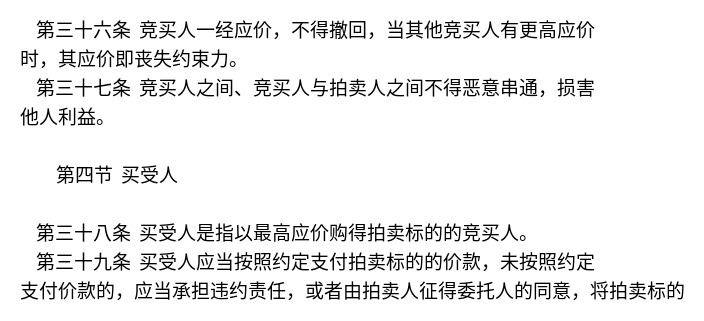 第三十六条 竞买人一经应价，不得撤回，当其他竞买人有更高应价
时，其应价即丧失约束力。
第三十七条 竞买人之间、竞买人与拍卖人之间不得恶意串通，损害
他人利益。
第四节 买受人
第三十八条 买受人是指以最高应价购得拍卖标的的竞买人。
第三十九条 买受人应当按照约定支付拍卖标的的价款，未按照约定
支付价款的，应当承担违约责任，或者由拍卖人征得委托人的同意，将拍卖标的